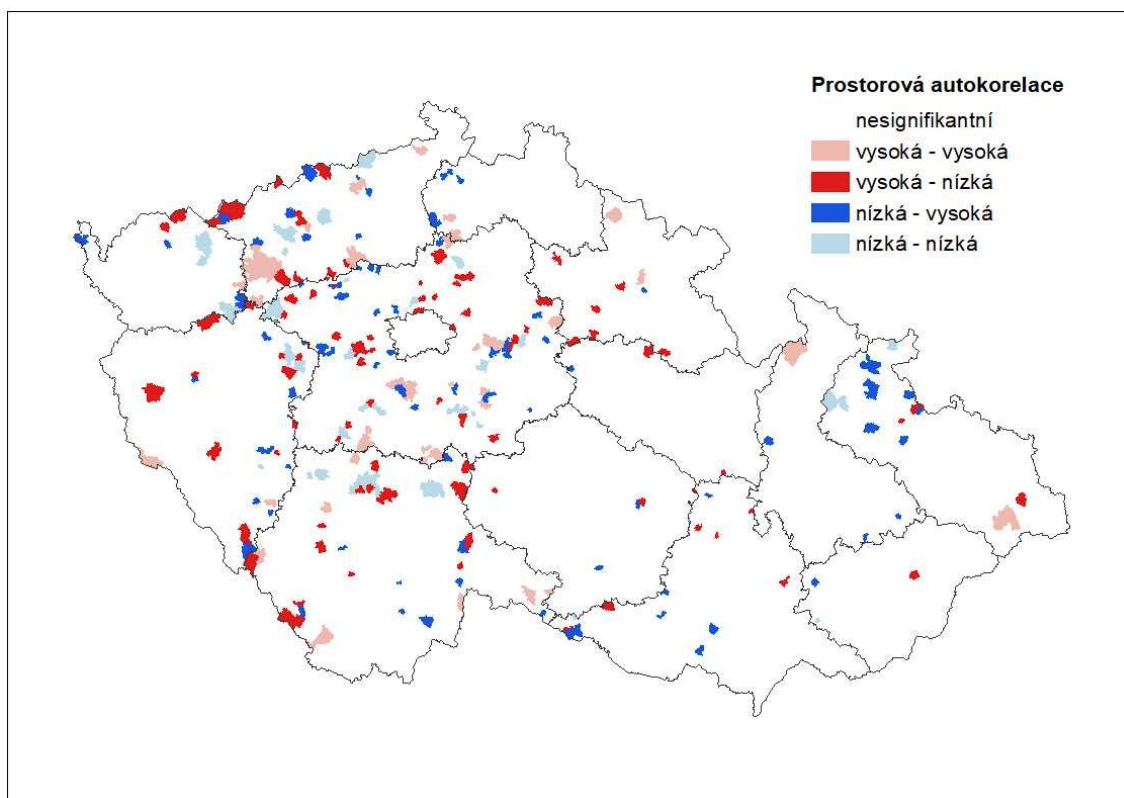 Prostorová autokorelace
nesignifikantní
vysoká - vysoká
vysoká - nízká
nízká - vysoká
nízká - nízká